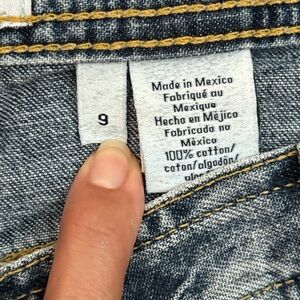 9
Made in Mexico
Fabriqué au
Mexique
Hecho en Méjico
Fabricado no
México
100% cotton/
coton/algodón/